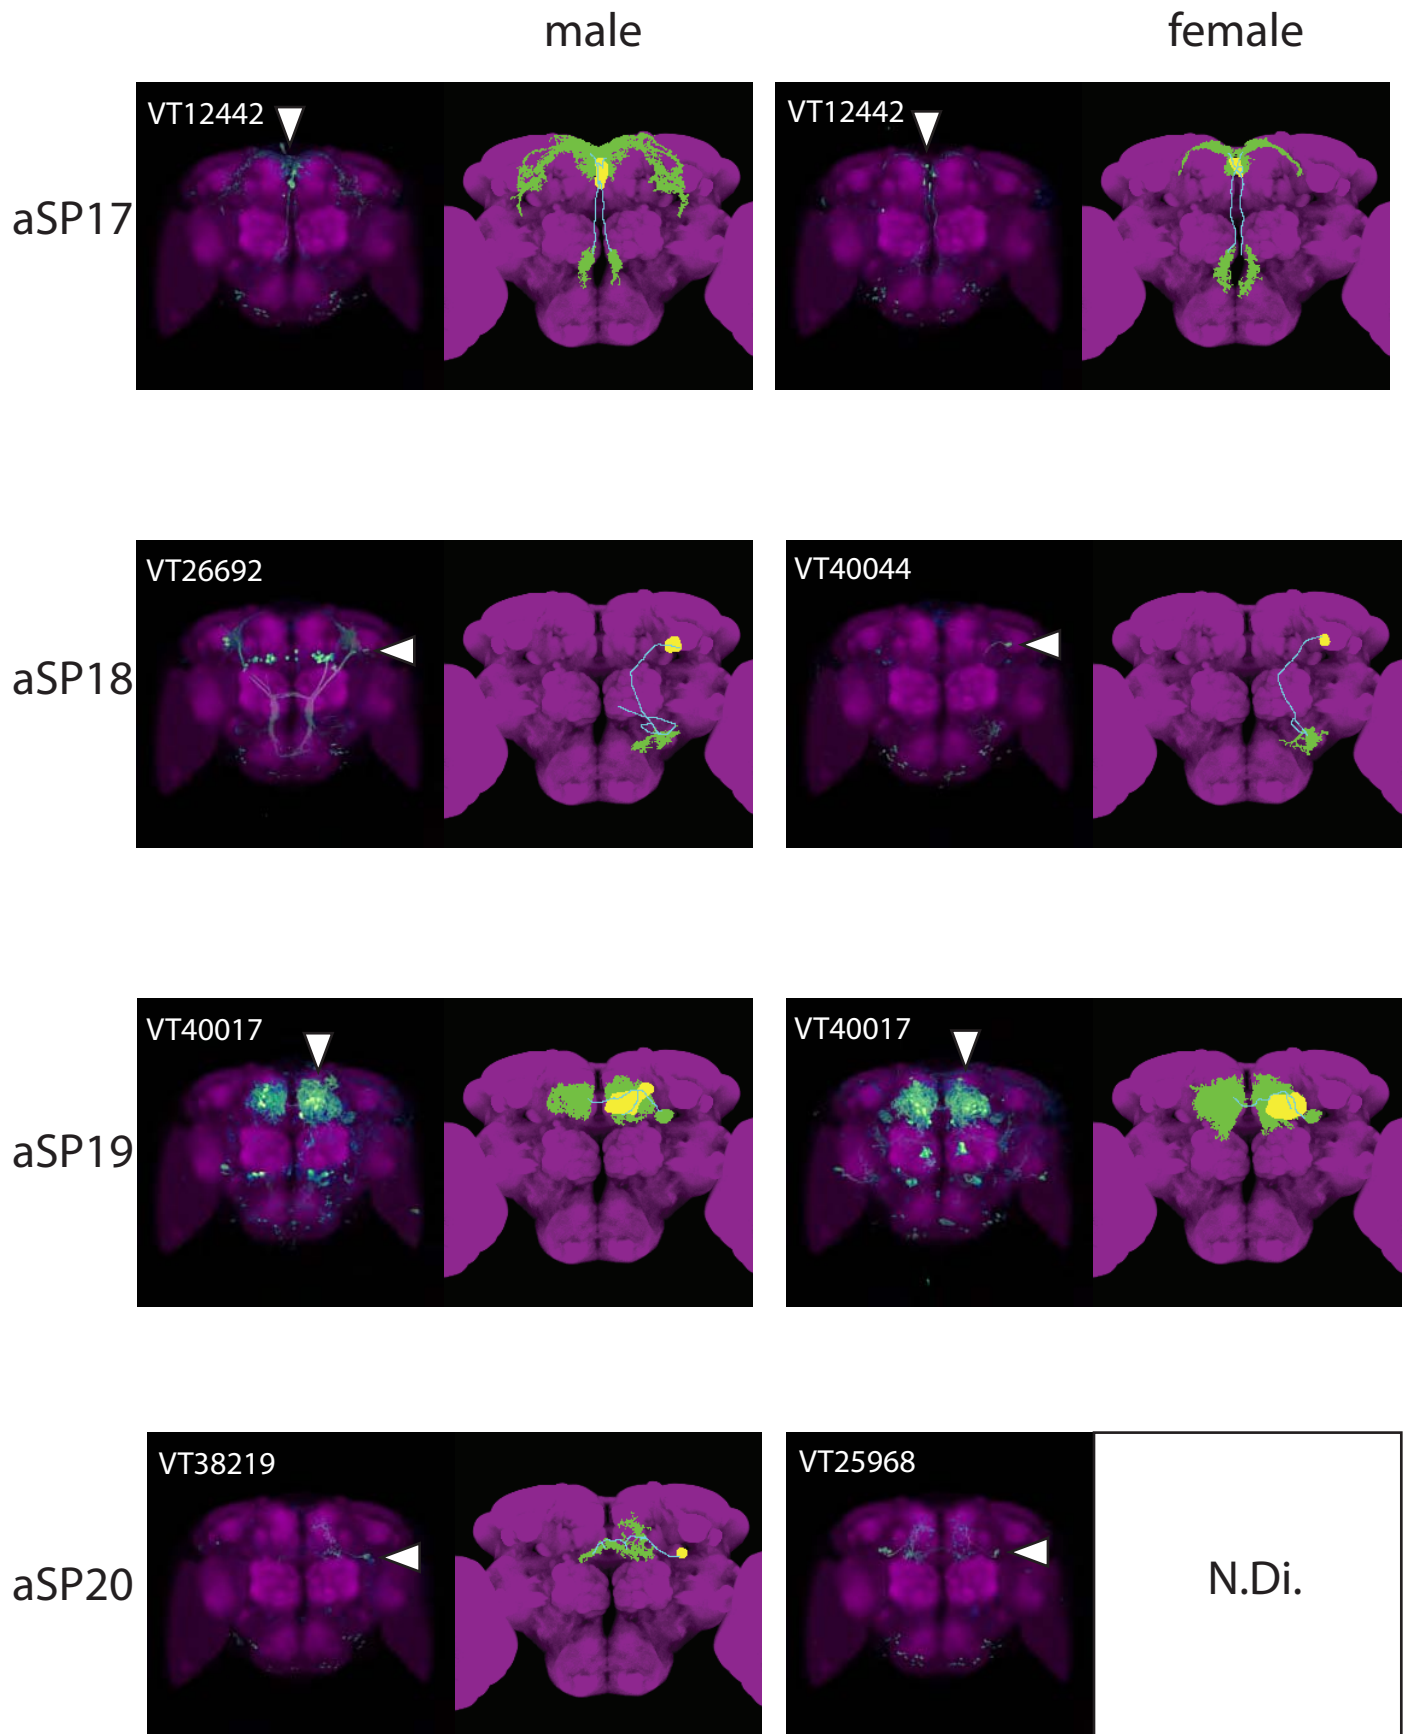 male
female
VT12442
VT12442
aSP17
VT26692
VT40044
aSP18
VT40017
VT40017
aSP19
VT38219
VT25968
aSP20
N.Di.